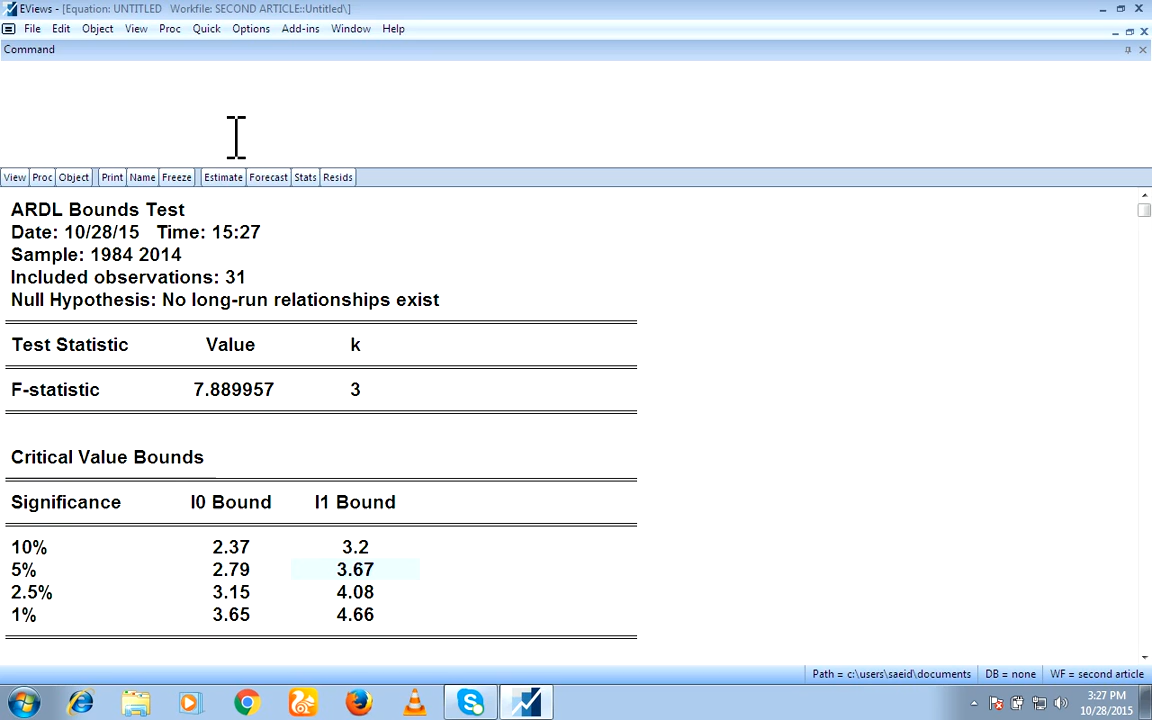 EViews - [Equation: UNTITLED   Workfile: SECOND ARTICLE::Untitled\]
File Edit Object View Proc Quick Options Add-ins Window Help
Command
View Proc Object Print Name Freeze Estimate Forecast Stats Resids
ARDL Bounds Test
Date: 10/28/15   Time: 15:27
Sample: 1984 2014
Included observations: 31
Null Hypothesis: No long-run relationships exist
Test Statistic Value k
F-statistic 7.889957 3
Critical Value Bounds
Significance I0 Bound I1 Bound
10% 2.37 3.2
5% 2.79 3.67
2.5% 3.15 4.08
1% 3.65 4.66
Path = c:\users\saeid\documents DB = none WF = second article
3:27 PM
10/28/2015